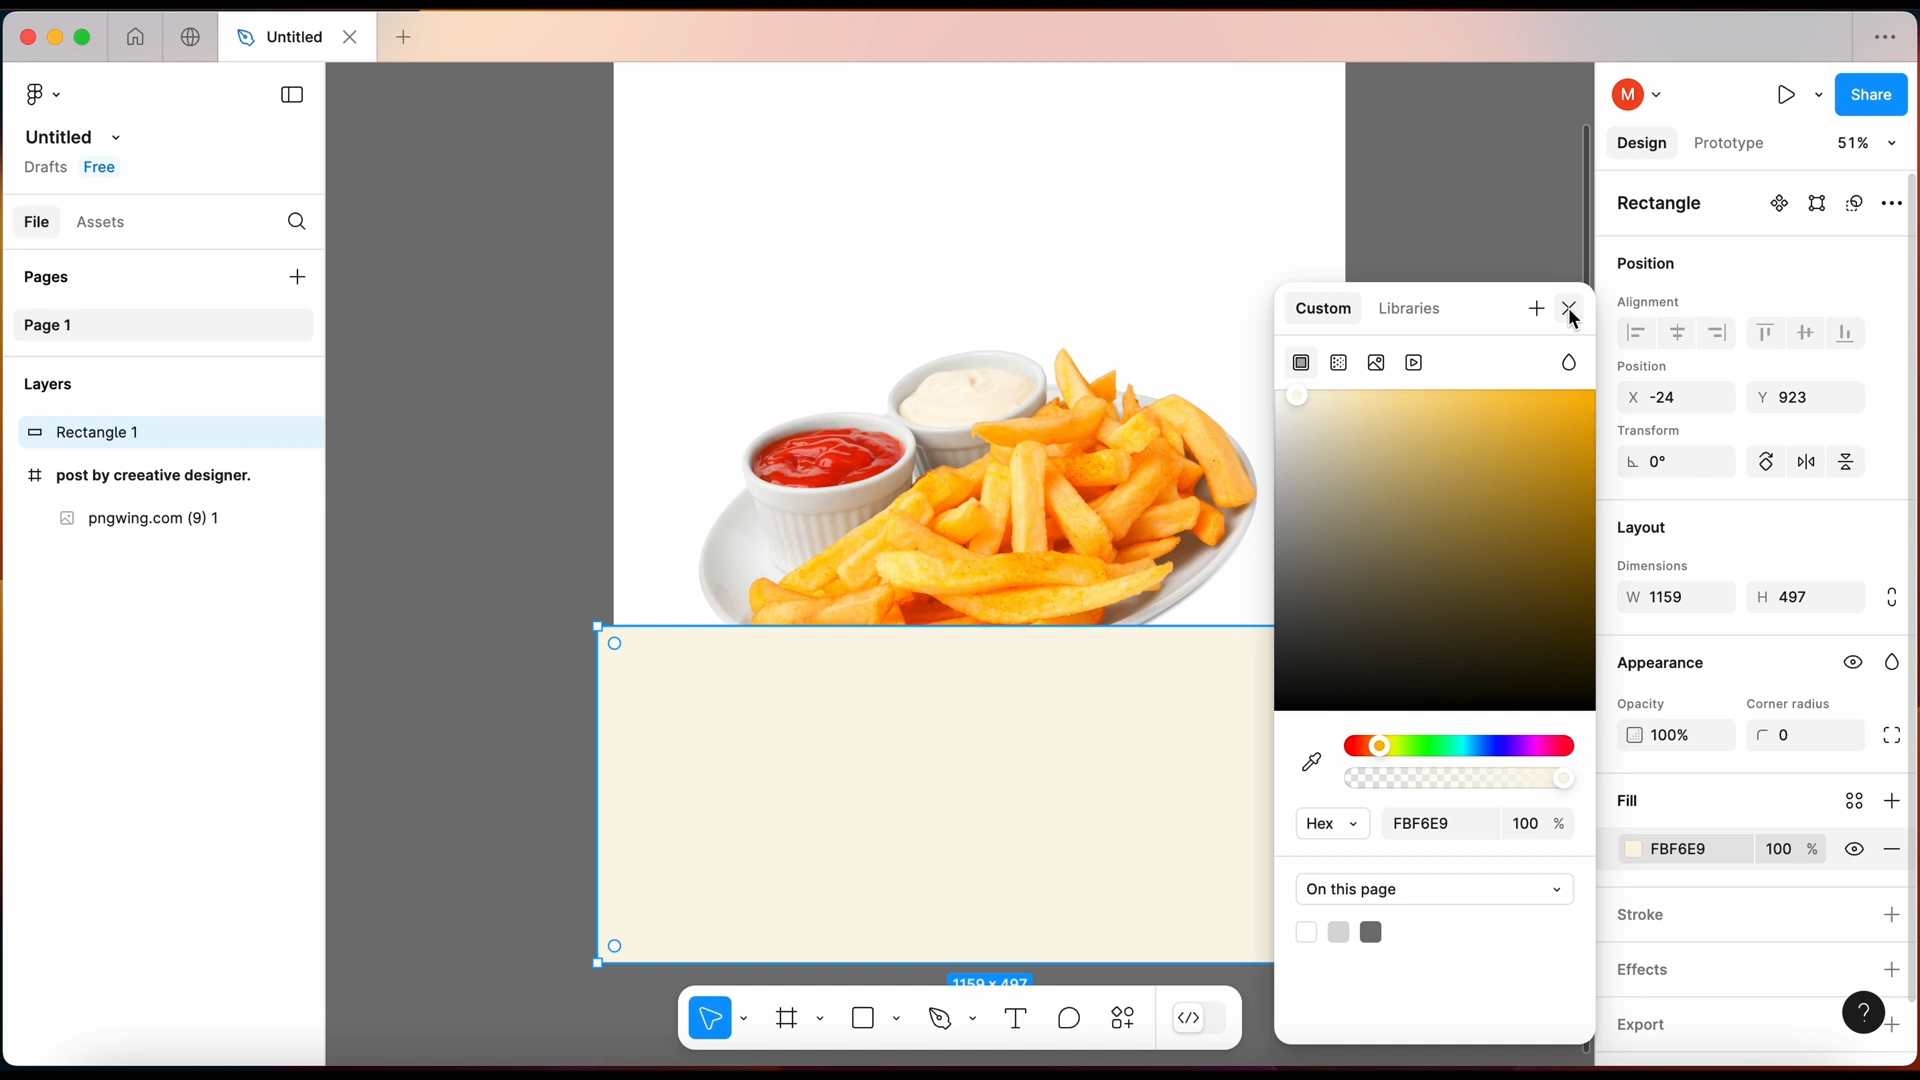 Untitled
Untitled
Drafts Free
File Assets
Pages
Page 1
Layers
Rectangle 1
post by creeative designer.
pngwing.com (9) 1
1159 × 497
Custom Libraries
Hex FBF6E9 100 %
On this page
M Share
Design Prototype 51%
Rectangle
Position
Alignment
Position
X -24 Y 923
Transform
0°
Layout
Dimensions
W 1159 H 497
Appearance
Opacity Corner radius
100% 0
Fill
FBF6E9 100 %
Stroke
Effects
Export
?